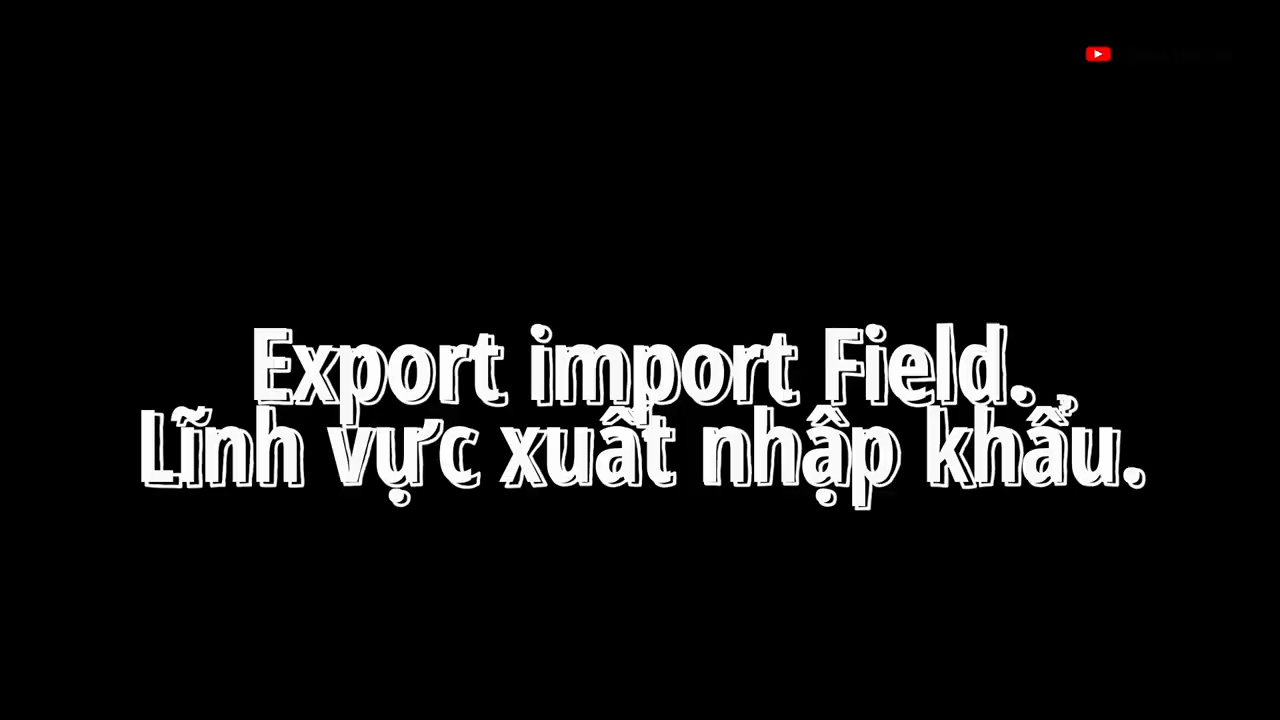 Export import Field.
Lĩnh vực xuất nhập khẩu.